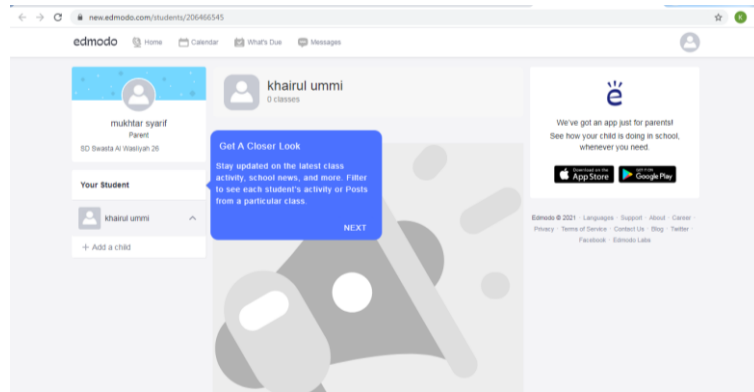 new.edmodo.com/students/206466545
K
edmodo Home Calendar What's Due Messages
mukhtar syarif
Parent
SD Swasta Al Wasliyah 26
Your Student
khairul ummi
+ Add a child
khairul ummi
0 classes
Get A Closer Look
Stay updated on the latest class
activity, school news, and more. Filter
to see each student's activity or Posts
from a particular class.
NEXT
ë
We've got an app just for parents!
See how your child is doing in school,
whenever you need.
Download on the
App Store
GET IT ON
Google Play
Edmodo © 2021 · Languages · Support · About · Career ·
Privacy · Terms of Service · Contact Us · Blog · Twitter ·
Facebook · Edmodo Labs